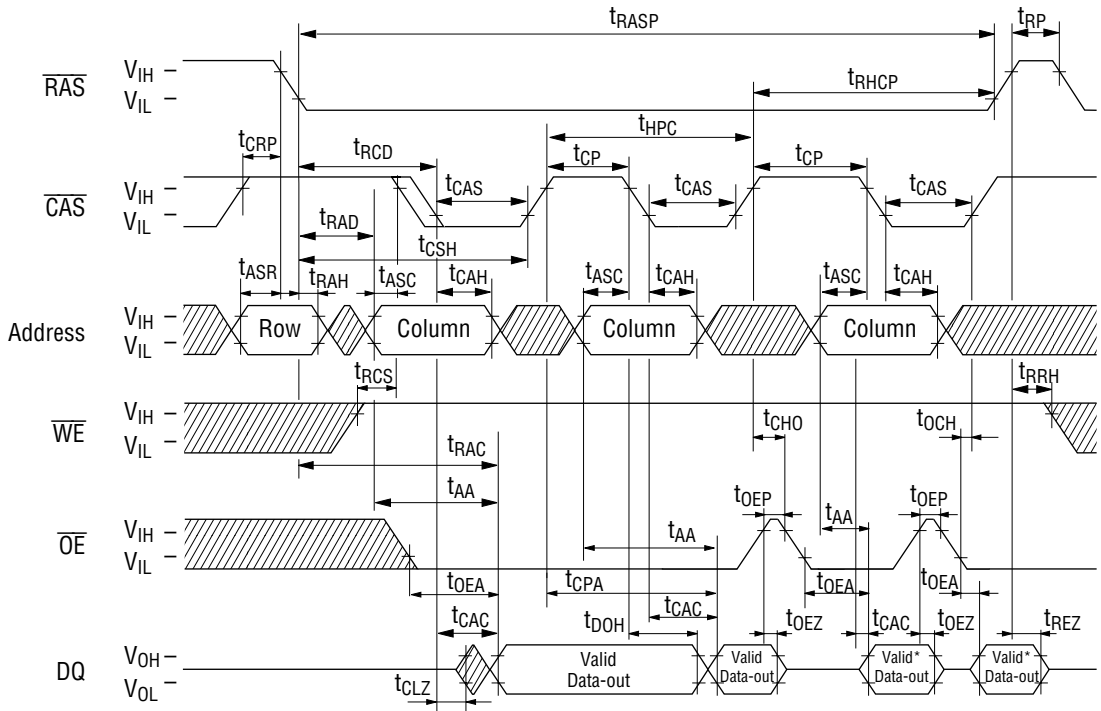 tRASP
tRP
RAS
VIH
VIL
tRHCP
tHPC
tCRP
tRCD
tCP
tCP
CAS
VIH
VIL
tCAS
tCAS
tCAS
tRAD
tCSH
tASR
tRAH
tASC
tCAH
tASC
tCAH
tASC
tCAH
Address
VIH
VIL
Row
Column
Column
Column
tRCS
tRRH
WE
VIH
VIL
tCHO
tOCH
tRAC
tAA
tOEP
tOEP
OE
VIH
VIL
tAA
tAA
tOEA
tCPA
tOEA
tOEA
tCAC
tCAC
tDOH
tOEZ
tCAC
tOEZ
tREZ
DQ
VOH
VOL
Valid
Data-out
Valid
Data-out
Valid*
Data-out
Valid*
Data-out
tCLZ